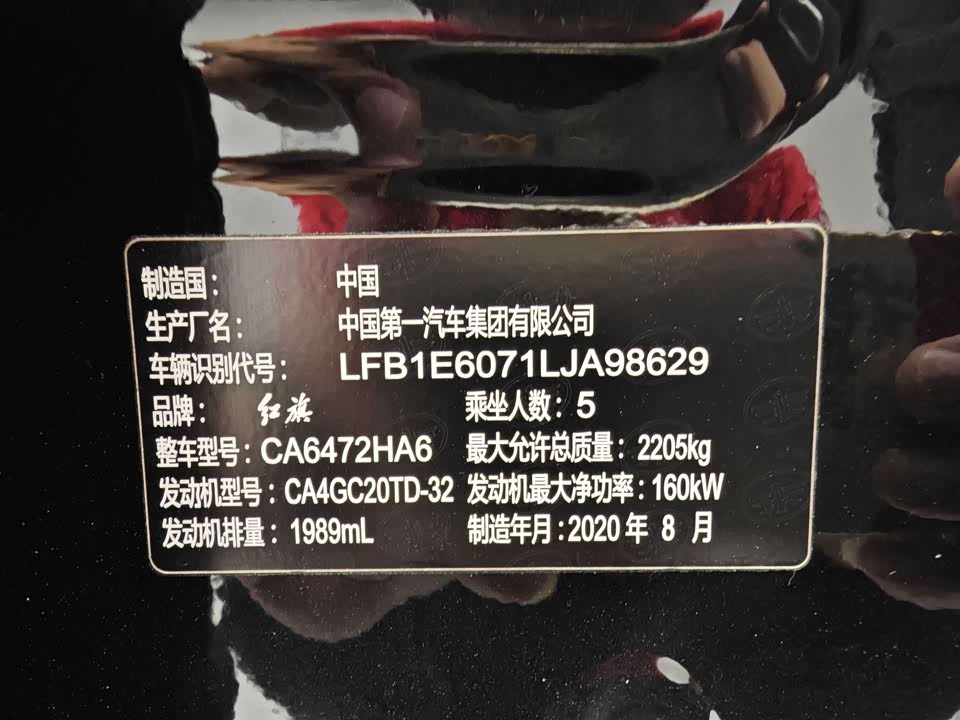 制造国： 中国
生产厂名： 中国第一汽车集团有限公司
车辆识别代号： LFB1E6071LJA98629
品牌： 红旗 乘坐人数：5
整车型号：CA6472HA6 最大允许总质量：2205kg
发动机型号：CA4GC20TD-32 发动机最大净功率：160kW
发动机排量：1989mL 制造年月：2020 年 8 月